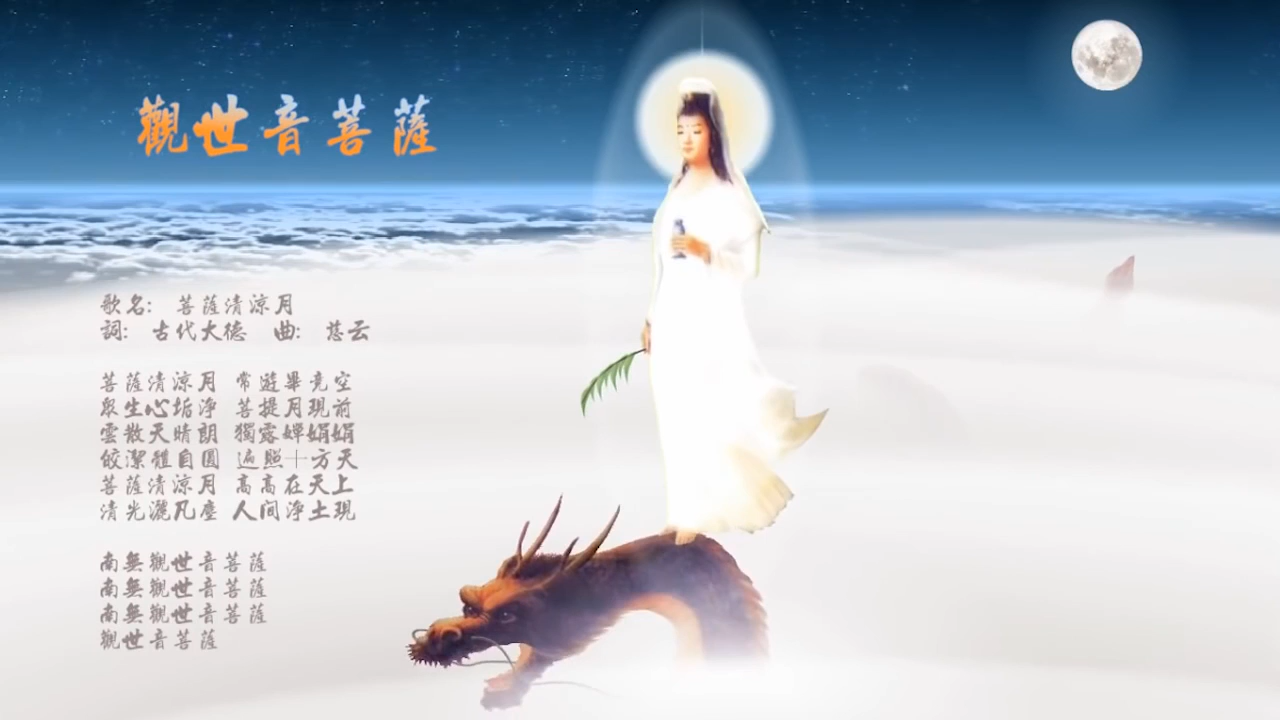 觀世音菩薩
歌名: 菩薩清涼月
詞: 古代大德 曲: 慈云
菩薩清涼月 常遊畢竟空
眾生心垢淨 菩提月現前
雲散天晴朗 獨露嬋娟娟
皎潔體自圓 遍照十方天
菩薩清涼月 高高在天上
清光灑凡塵 人间淨土現
南無觀世音菩薩
南無觀世音菩薩
南無觀世音菩薩
觀世音菩薩